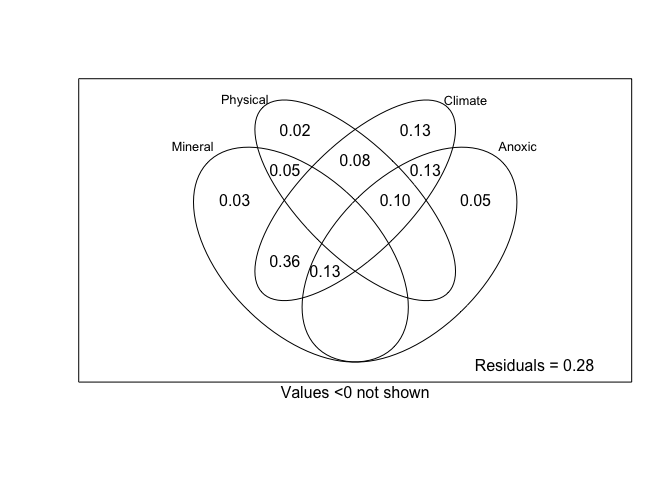 Physical
Climate
Mineral
Anoxic
0.02
0.13
0.08
0.05
0.13
0.03
0.10
0.05
0.36
0.13
Residuals = 0.28
Values <0 not shown